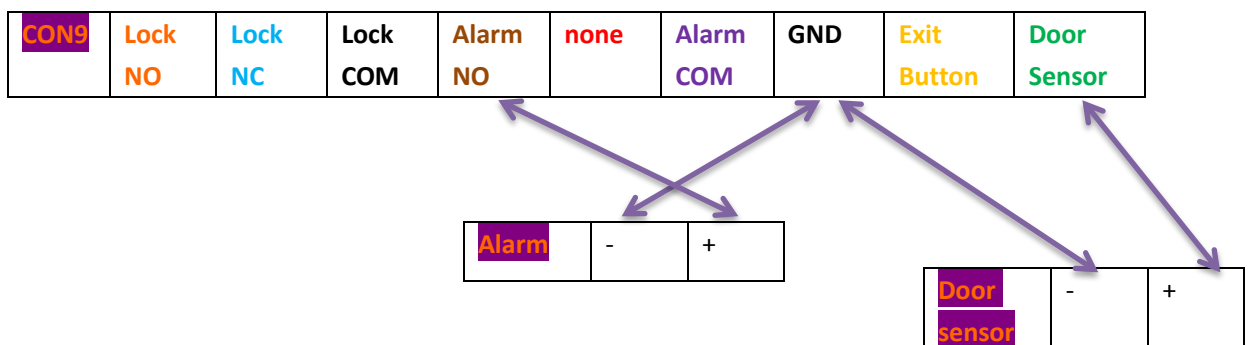 CON9 Lock NO Lock NC Lock COM Alarm NO none Alarm COM GND Exit Button Door Sensor
Alarm - +
Door sensor - +